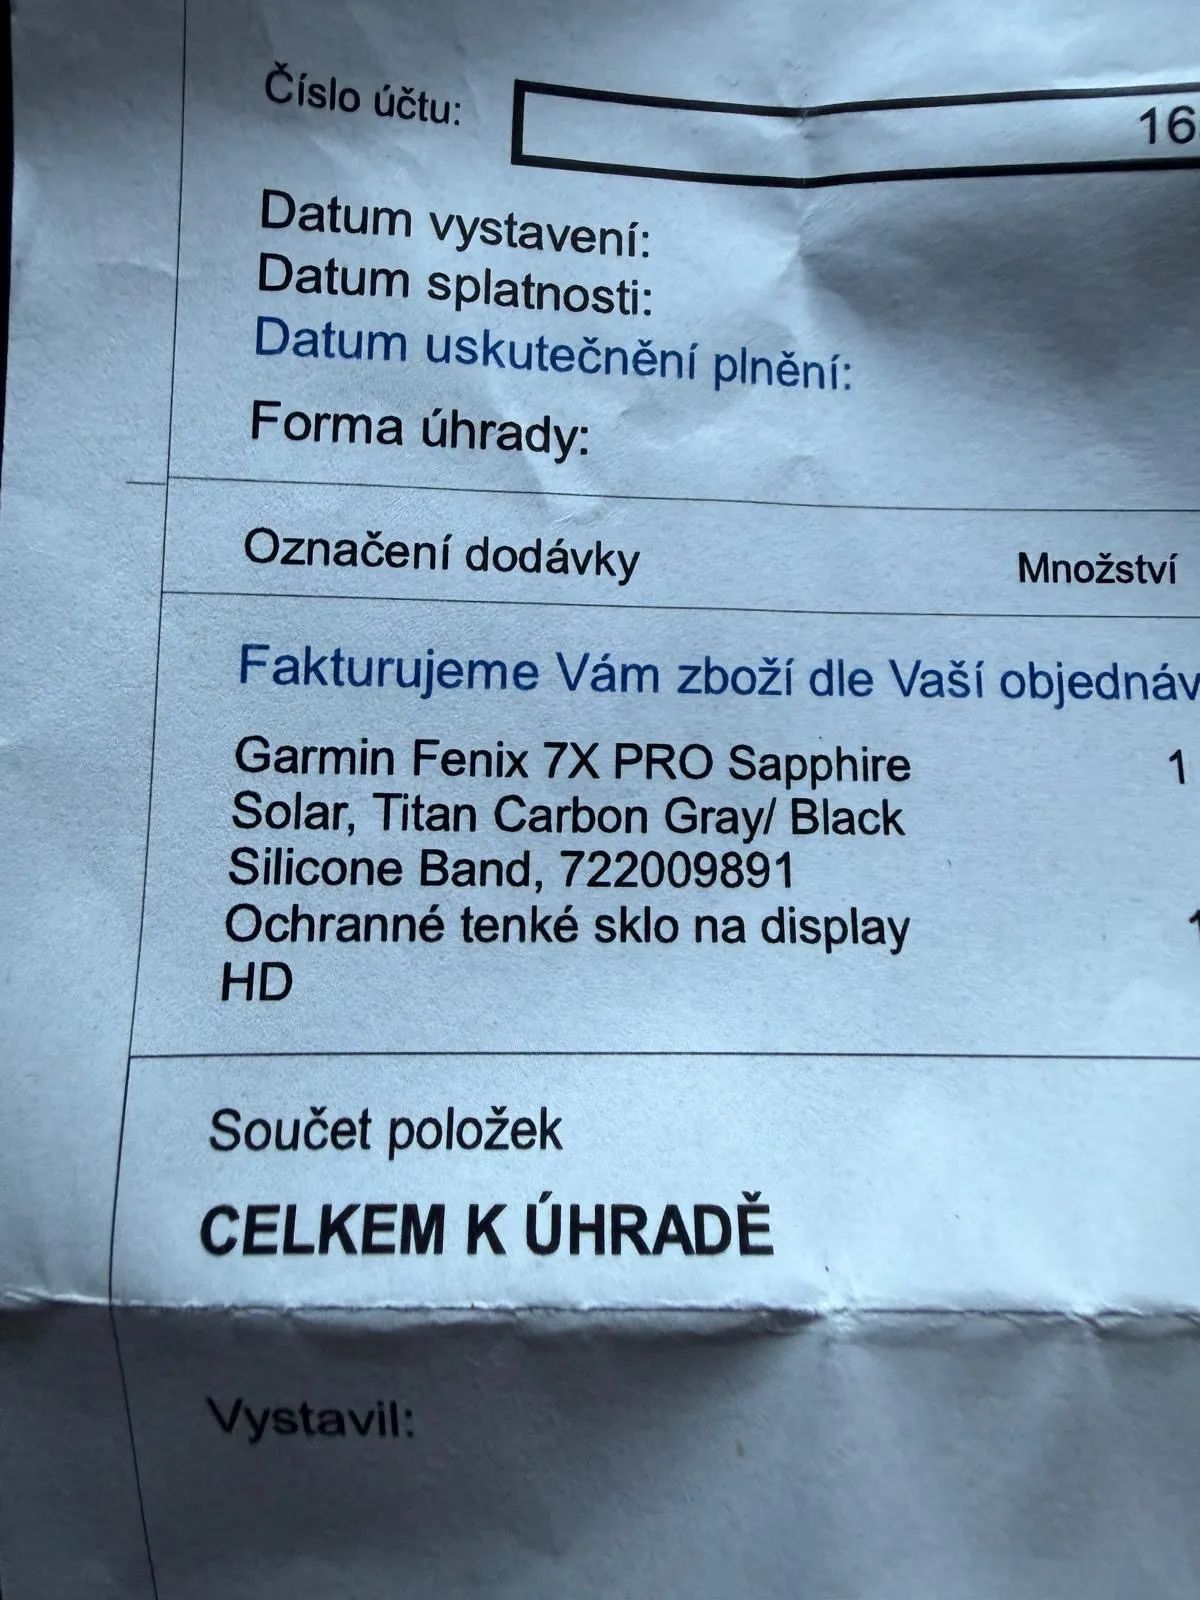 Číslo účtu: 16
Datum vystavení:
Datum splatnosti:
Datum uskutečnění plnění:
Forma úhrady:
Označení dodávky Množství
Fakturujeme Vám zboží dle Vaší objednáv
Garmin Fenix 7X PRO Sapphire 1
Solar, Titan Carbon Gray/ Black
Silicone Band, 722009891
Ochranné tenké sklo na display 1
HD
Součet položek
CELKEM K ÚHRADĚ
Vystavil: